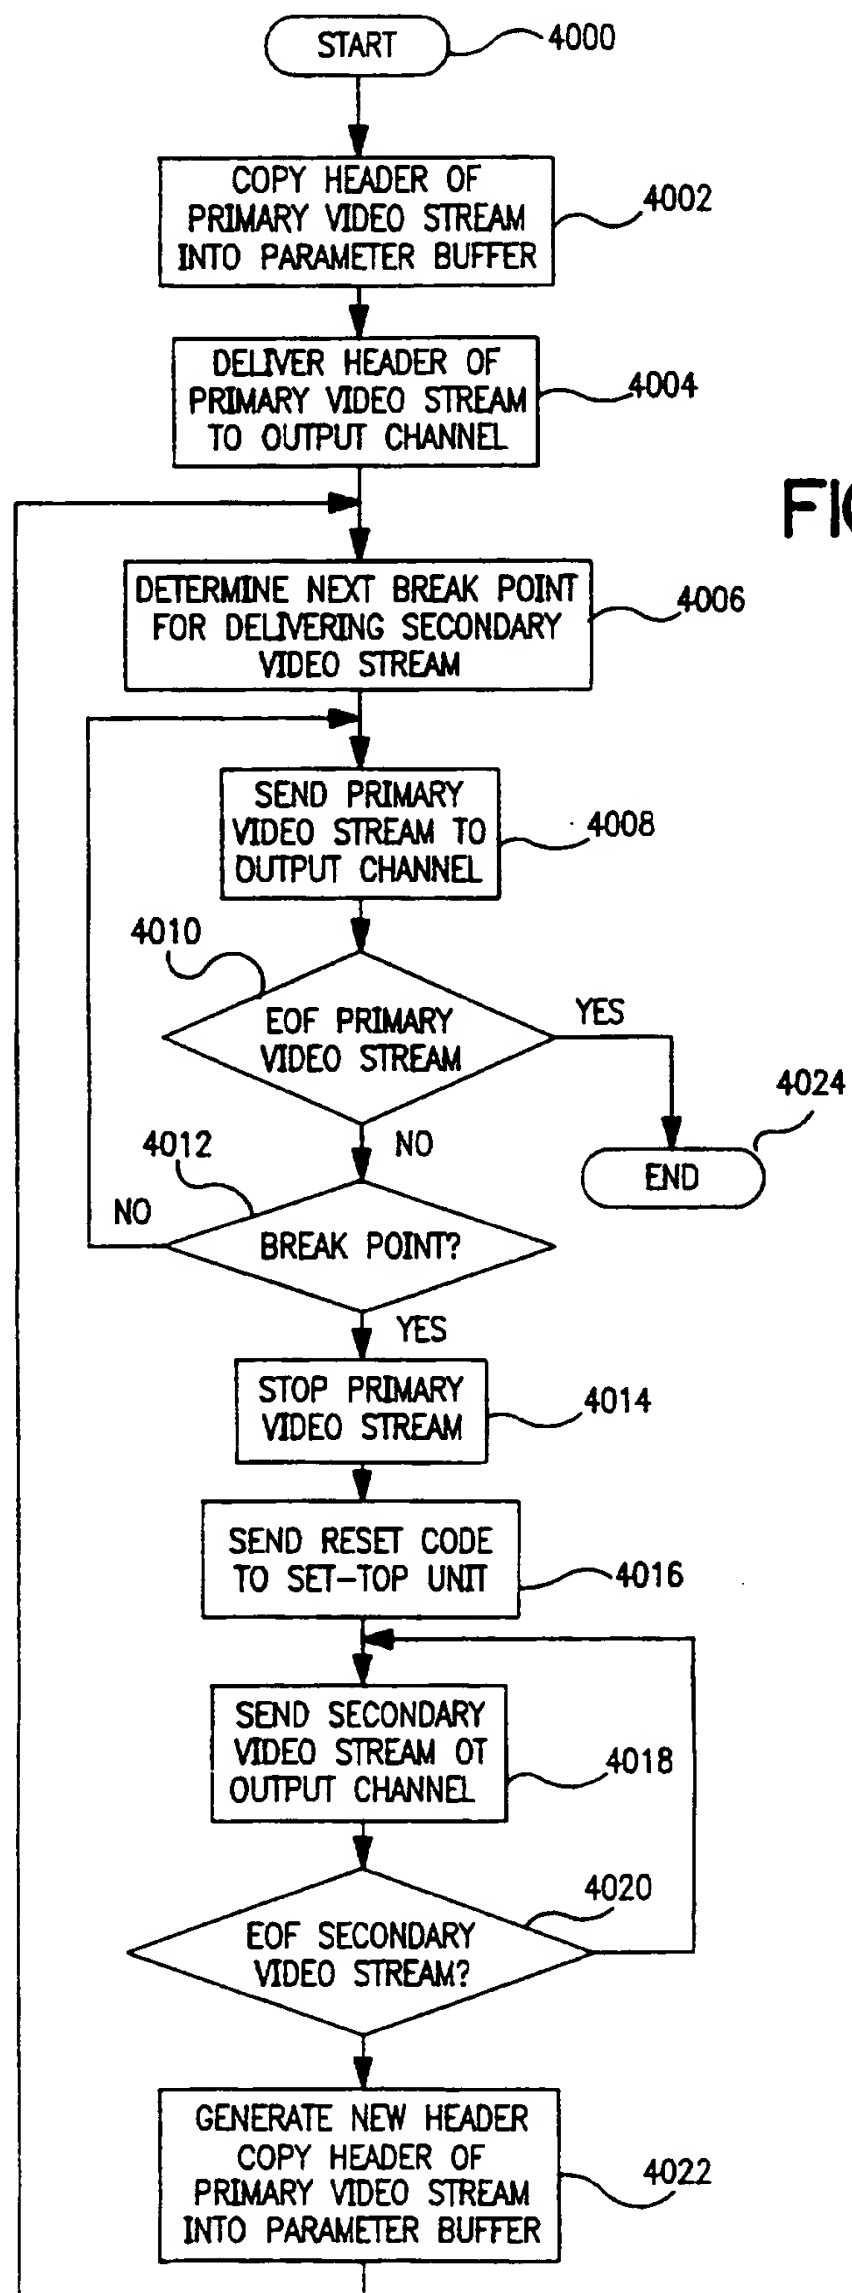 START
4000
COPY HEADER OF
PRIMARY VIDEO STREAM
INTO PARAMETER BUFFER
4002
DELIVER HEADER OF
PRIMARY VIDEO STREAM
TO OUTPUT CHANNEL
4004
DETERMINE NEXT BREAK POINT
FOR DELIVERING SECONDARY
VIDEO STREAM
4006
SEND PRIMARY
VIDEO STREAM TO
OUTPUT CHANNEL
4008
4010
EOF PRIMARY
VIDEO STREAM
YES
4024
END
NO
4012
NO
BREAK POINT?
YES
STOP PRIMARY
VIDEO STREAM
4014
SEND RESET CODE
TO SET-TOP UNIT
4016
SEND SECONDARY
VIDEO STREAM OT
OUTPUT CHANNEL
4018
4020
EOF SECONDARY
VIDEO STREAM?
GENERATE NEW HEADER
COPY HEADER OF
PRIMARY VIDEO STREAM
INTO PARAMETER BUFFER
4022